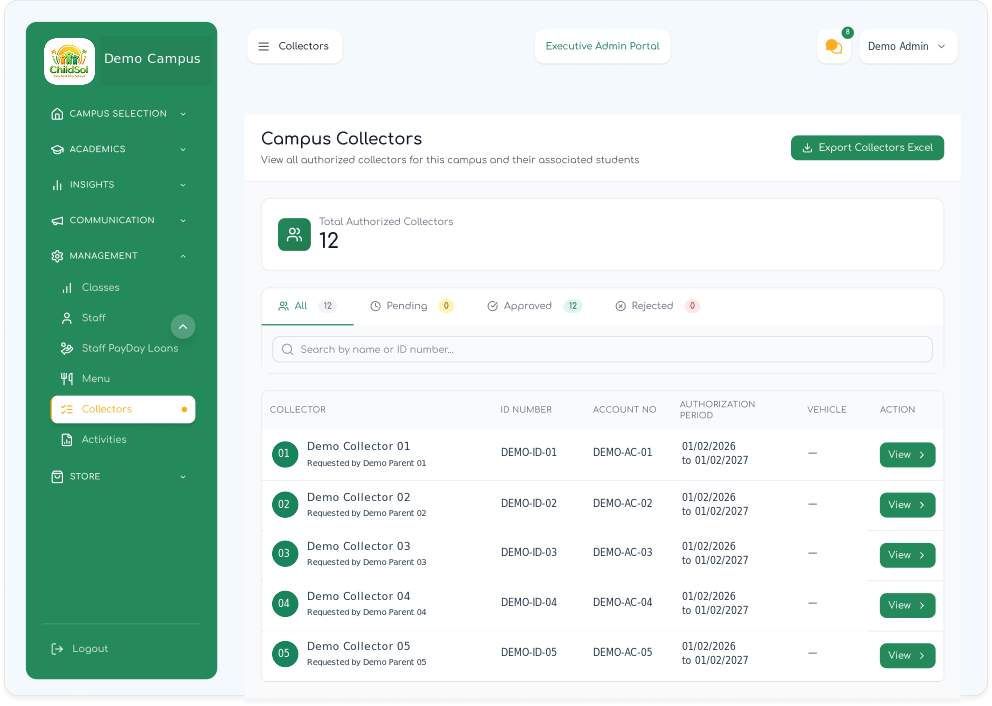 ChildSol
Demo Campus
CAMPUS SELECTION
ACADEMICS
INSIGHTS
COMMUNICATION
MANAGEMENT
Classes
Staff
Staff PayDay Loans
Menu
Collectors
Activities
STORE
Logout
Collectors
Executive Admin Portal
8
Demo Admin
Campus Collectors
View all authorized collectors for this campus and their associated students
Export Collectors Excel
Total Authorized Collectors
12
All 12 Pending 0 Approved 12 Rejected 0
Search by name or ID number...
COLLECTOR ID NUMBER ACCOUNT NO AUTHORIZATION PERIOD VEHICLE ACTION
01 Demo Collector 01 DEMO-ID-01 DEMO-AC-01 01/02/2026 — View
Requested by Demo Parent 01 to 01/02/2027
02 Demo Collector 02 DEMO-ID-02 DEMO-AC-02 01/02/2026 — View
Requested by Demo Parent 02 to 01/02/2027
03 Demo Collector 03 DEMO-ID-03 DEMO-AC-03 01/02/2026 — View
Requested by Demo Parent 03 to 01/02/2027
04 Demo Collector 04 DEMO-ID-04 DEMO-AC-04 01/02/2026 — View
Requested by Demo Parent 04 to 01/02/2027
05 Demo Collector 05 DEMO-ID-05 DEMO-AC-05 01/02/2026 — View
Requested by Demo Parent 05 to 01/02/2027